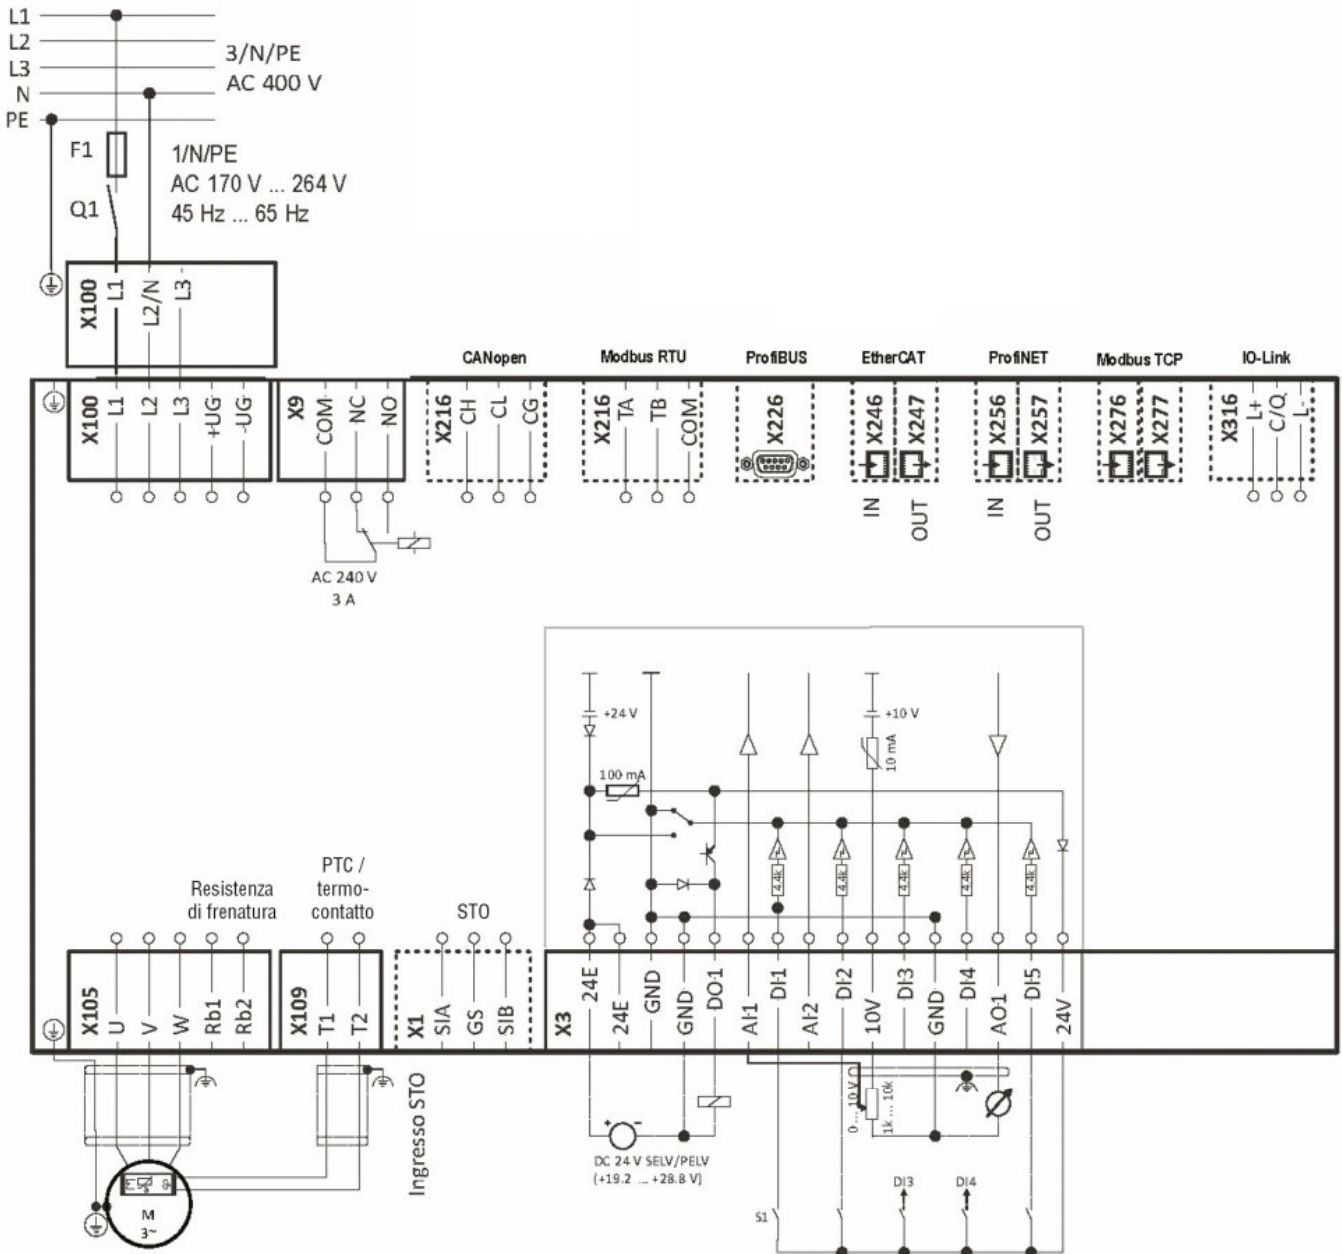 L1
L2
L3
N
PE
3/N/PE
AC 400 V
F1
Q1
1/N/PE
AC 170 V ... 264 V
45 Hz ... 65 Hz
X100
L1
L2/N
L3
CANopen
Modbus RTU
ProfiBUS
EtherCAT
ProfiNET
Modbus TCP
IO-Link
X100
L1
L2
L3
+UG
-UG
X9
COM
NC
NO
X216
CH
CL
CG
X216
TA
TB
COM
X226
X246
X247
X256
X257
X276
X277
X316
L+
C/Q
L-
IN
OUT
IN
OUT
AC 240 V
3 A
+24 V
+10 V
100 mA
10 mA
4.4k
4.4k
4.4k
4.4k
4.4k
Resistenza
di frenatura
PTC /
termo-
contatto
STO
X105
U
V
W
Rb1
Rb2
X109
T1
T2
X1
SIA
GS
SIB
X3
24E
24E
GND
GND
DO1
AI1
DI1
AI2
DI2
10V
DI3
GND
DI4
AO1
DI5
24V
Ingresso STO
0 ... 10 V
1k ... 10k
+
-
DC 24 V SELV/PELV
(+19.2 ... +28.8 V)
DI3
DI4
S1
M
3~